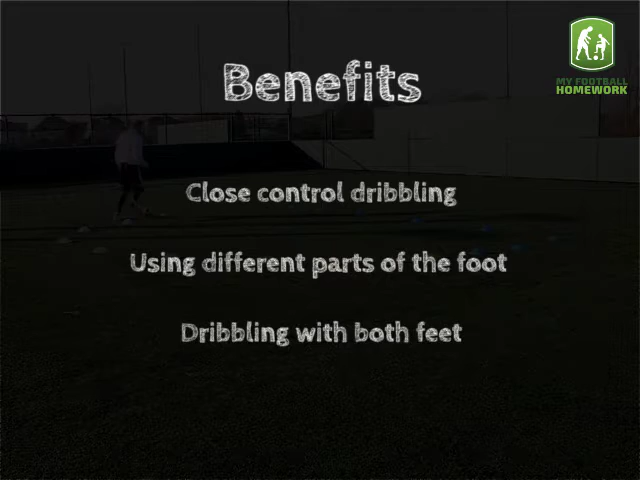 Benefits
MY FOOTBALL
HOMEWORK
Close control dribbling
Using different parts of the foot
Dribbling with both feet